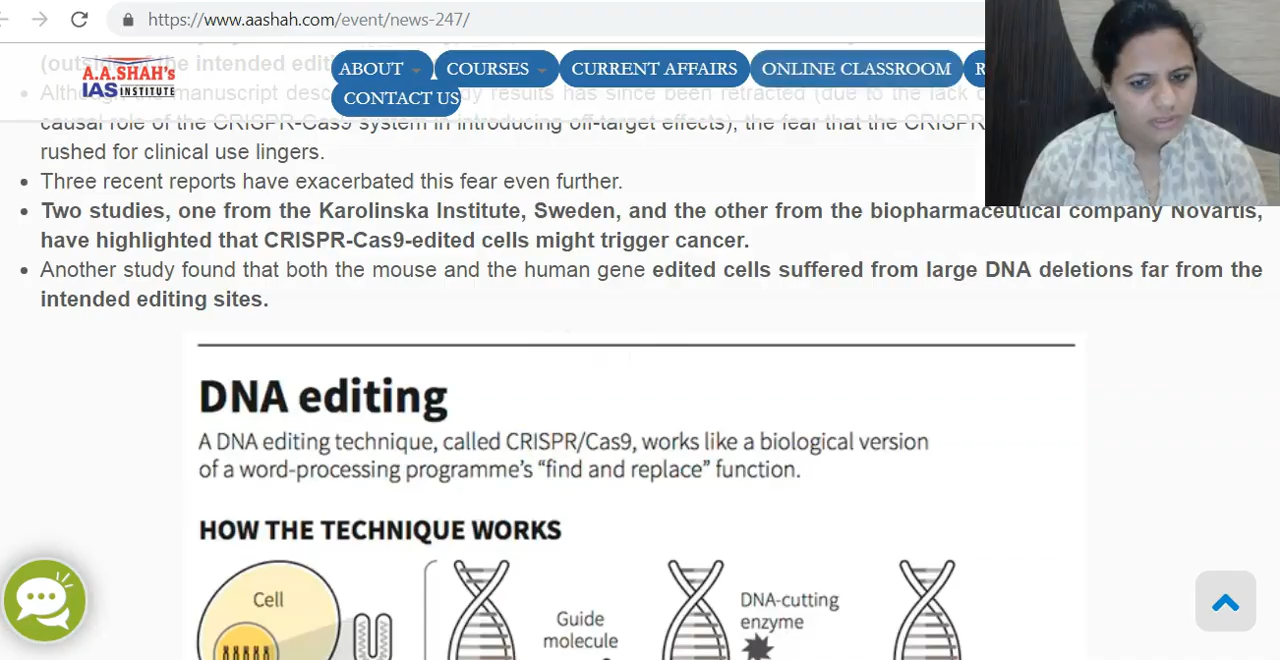 https://www.aashah.com/event/news-247/
A.A.SHAH's
IAS INSTITUTE
ABOUT
COURSES
CURRENT AFFAIRS
ONLINE CLASSROOM
R
CONTACT US
(outside of the intended edit
Although the manuscript desc y results has since been retracted (due to the lack
causal role of the CRISPR-Cas9 system in introducing off-target effects), the fear that the CRISPR
rushed for clinical use lingers.
Three recent reports have exacerbated this fear even further.
Two studies, one from the Karolinska Institute, Sweden, and the other from the biopharmaceutical company Novartis,
have highlighted that CRISPR-Cas9-edited cells might trigger cancer.
Another study found that both the mouse and the human gene edited cells suffered from large DNA deletions far from the
intended editing sites.
DNA editing
A DNA editing technique, called CRISPR/Cas9, works like a biological version
of a word-processing programme's “find and replace” function.
HOW THE TECHNIQUE WORKS
Cell
Guide
molecule
DNA-cutting
enzyme